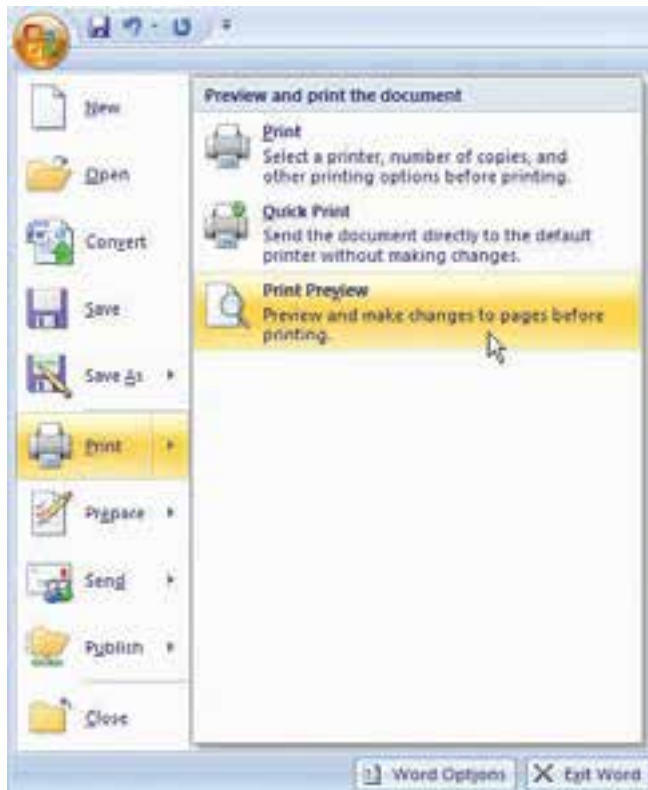 New
Open
Convert
Save
Save As
Print
Prepare
Send
Publish
Close
Preview and print the document
Print
Select a printer, number of copies, and
other printing options before printing.
Quick Print
Send the document directly to the default
printer without making changes.
Print Preview
Preview and make changes to pages before
printing.
Word Options
Exit Word